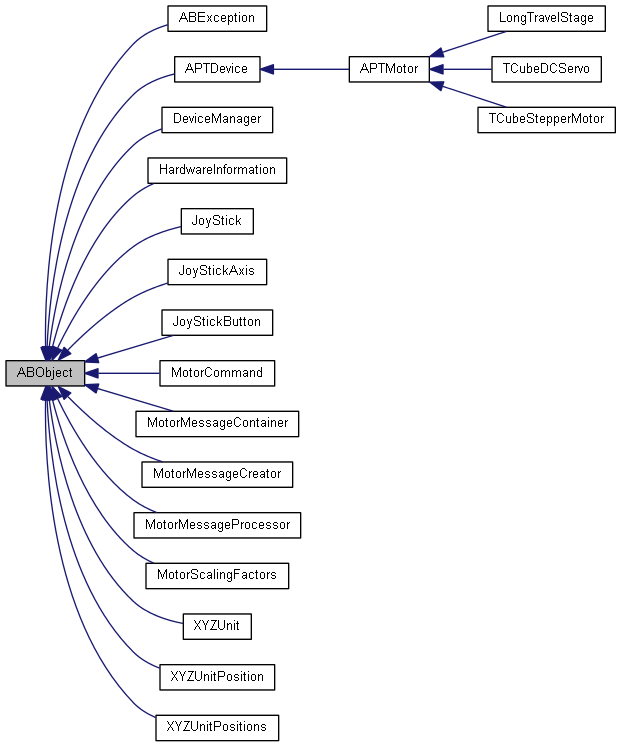 ABException
LongTravelStage
APTDevice
APTMotor
TCubeDCServo
DeviceManager
TCubeStepperMotor
HardwareInformation
JoyStick
JoyStickAxis
JoyStickButton
ABObject
MotorCommand
MotorMessageContainer
MotorMessageCreator
MotorMessageProcessor
MotorScalingFactors
XYZUnit
XYZUnitPosition
XYZUnitPositions